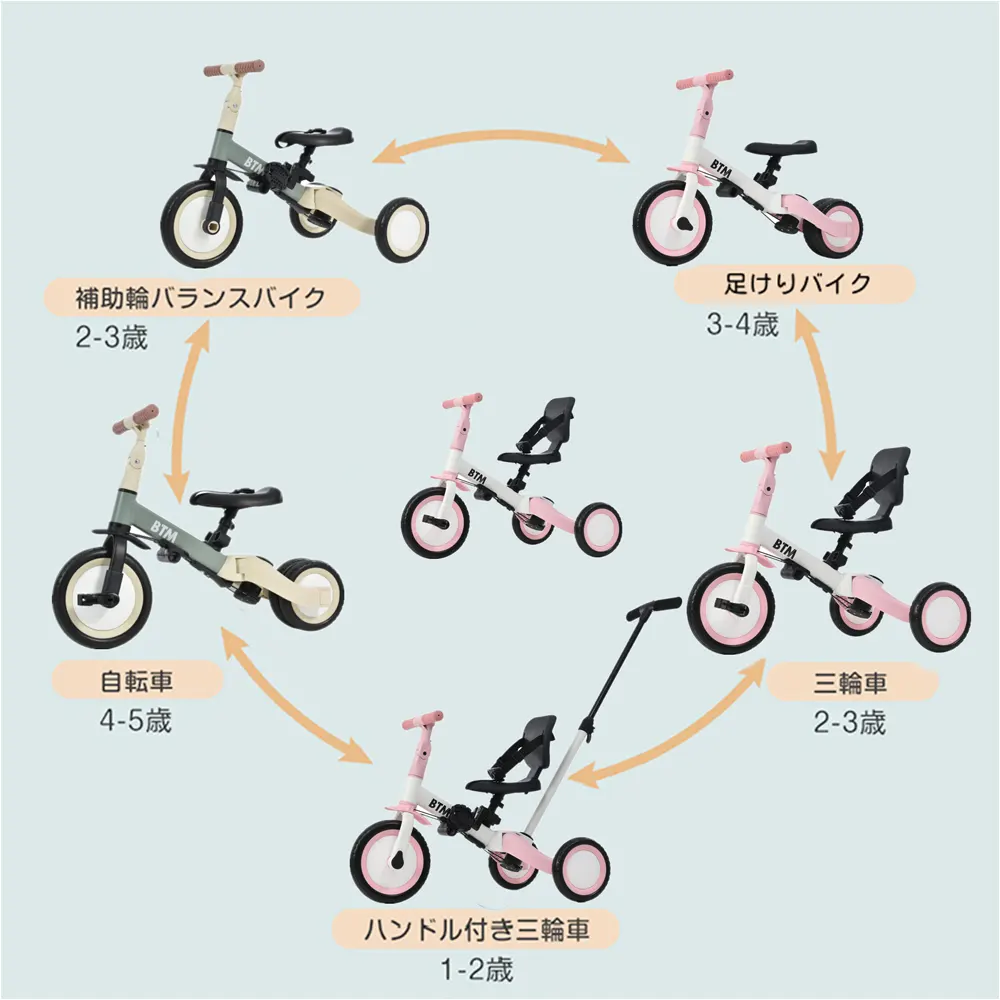 BTM
BTM
補助輪バランスバイク
2-3歳
足けりバイク
3-4歳
BTM
BTM
BTM
自転車
4-5歳
三輪車
2-3歳
BTM
ハンドル付き三輪車
1-2歳